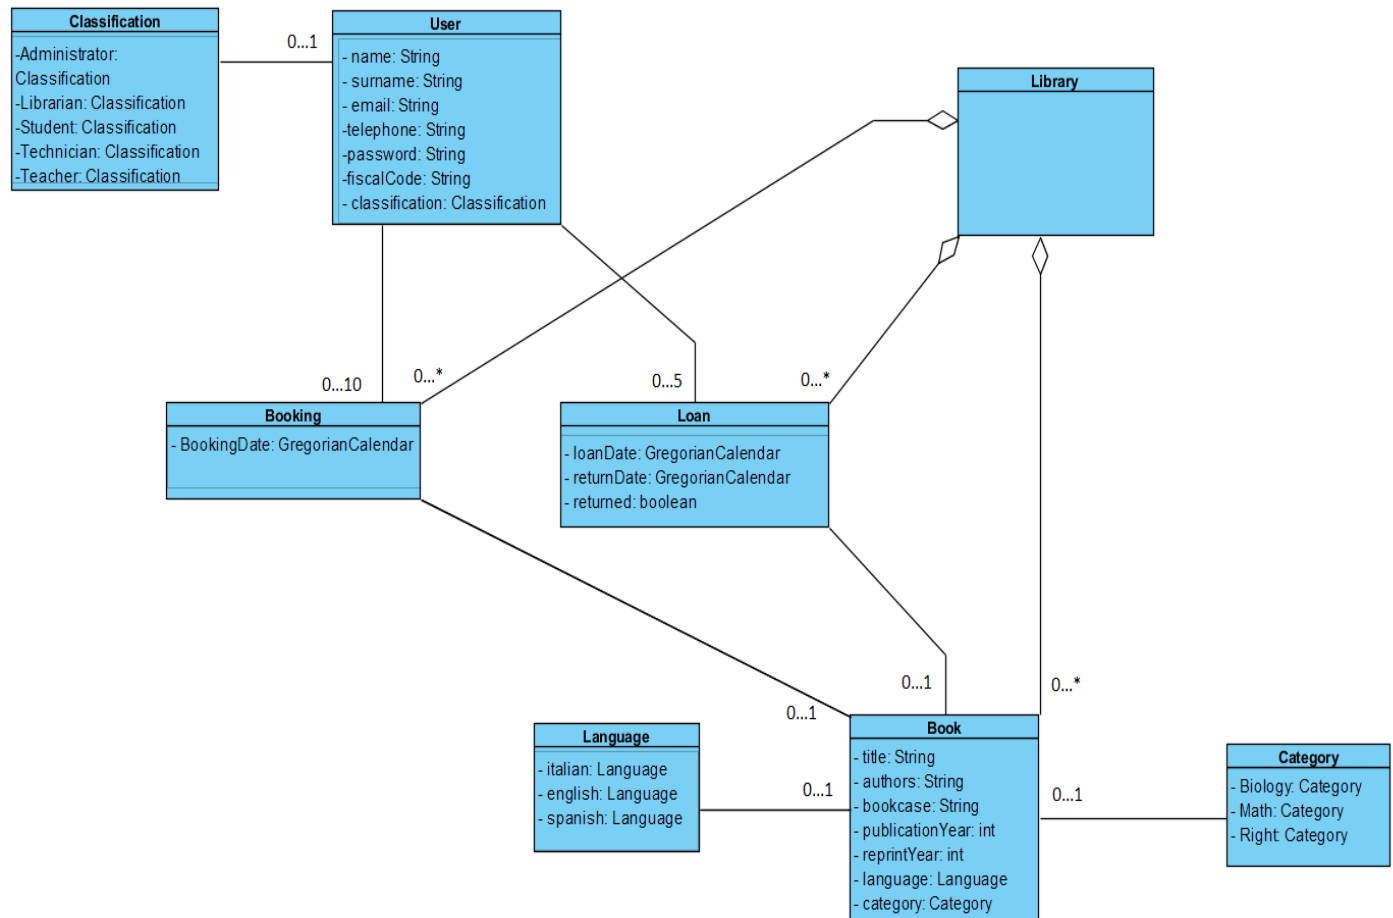 Classification
-Administrator:
Classification
-Librarian: Classification
-Student: Classification
-Technician: Classification
-Teacher: Classification
0...1
User
- name: String
- surname: String
- email: String
-telephone: String
-password: String
-fiscalCode: String
- classification: Classification
Library
0...10
0...*
0...5
0...*
Booking
- BookingDate: GregorianCalendar
Loan
- loanDate: GregorianCalendar
- returnDate: GregorianCalendar
- returned: boolean
0...1
0...1
0...*
Language
- italian: Language
- english: Language
- spanish: Language
0...1
Book
- title: String
- authors: String
- bookcase: String
- publicationYear: int
- reprintYear: int
- language: Language
- category: Category
0...1
Category
- Biology: Category
- Math: Category
- Right: Category